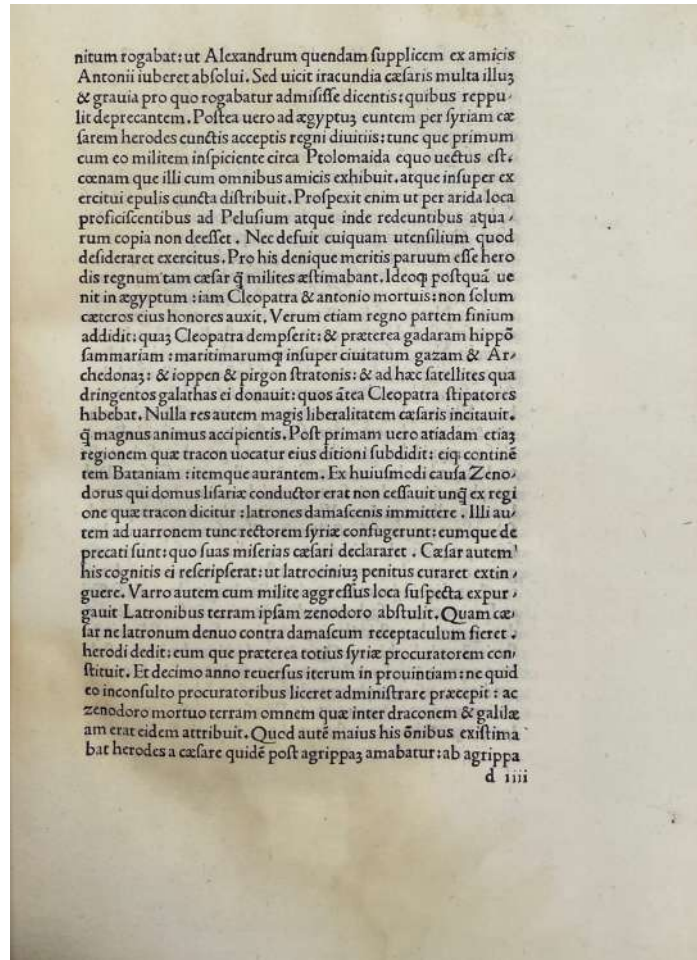 nitum rogabat: ut Alexandrum quendam ſupplicem ex amicis
Antonii iuberet abſolui. Sed uicit iracundia cæſaris multa illuꝫ
& grauia pro quo rogabatur admiſiſſe dicentis: quibus reppu⸗
lit deprecantem. Poſtea uero ad ægyptuꝫ euntem per ſyriam cæ
ſarem herodes cunctis acceptis regni diuitiis: tunc que primum
cum eo militem inſpiciente circa Ptolomaida equo uectus eſt.
cœnam que illi cum omnibus amicis exhibuit. atque inſuper ex
ercitui epulis cuncta diſtribuit. Proſpexit enim ut per arida loca
proficiſcentibus ad Peluſium atque inde redeuntibus aqua⸗
rum copia non deeſſet. Nec defuit cuiquam utenſilium quod
deſideraret exercitus. Pro his denique meritis paruum eſſe hero
dis regnum tam cæſar q̃ milites æſtimabant. Ideoqꝫ poſtquā ue
nit in ægyptum: iam Cleopatra & antonio mortuis: non ſolum
cæteros eius honores auxit. Verum etiam regno partem finium
addidit: quaꝫ Cleopatra dempſerit: & præterea gadaram hippō
ſammariam: maritimarumqꝫ inſuper ciuitatum gazam & Ar⸗
chedonaꝫ: & ioppen & pirgon ſtratonis: & ad hæc ſatellites qua
dringentos galathas ei donauit: quos ātea Cleopatra ſtipatores
habebat. Nulla res autem magis liberalitatem cæſaris incitauit.
q̃ magnus animus accipientis. Poſt primam uero atiadam etiaꝫ
regionem quæ tracon uocatur eius ditioni ſubdidit: eiqꝫ continē
tem Bataniam: itemque aurantem. Ex huiuſmodi cauſa Zeno⸗
dorus qui domus liſariæ conductor erat non ceſſauit unq̃ ex regi
one quæ tracon dicitur: latrones damaſcenis immittere. Illi au⸗
tem ad uarronem tunc rectorem ſyriæ confugerunt: eumque de
precati ſunt: quo ſuas miſerias cæſari declararet. Cæſar autem
his cognitis ei reſcripſerat: ut latrociniuꝫ penitus curaret extin⸗
guere. Varro autem cum milite aggreſſus loca ſuſpecta expur⸗
gauit Latronibus terram ipſam zenodoro abſtulit. Quam cæ⸗
ſar ne latronum denuo contra damaſcum receptaculum fieret.
herodi dedit: eum que præterea totius ſyriæ procuratorem con⸗
ſtituit. Et decimo anno reuerſus iterum in prouintiam: ne quid
eo inconſulto procuratoribus liceret adminiſtrare præcepit: ac
zenodoro mortuo terram omnem quæ inter draconem & galilæ
am erat eidem attribuit. Quod autē maius his ōnibus exiſtima
bat herodes a cæſare quidē poſt agrippaꝫ amabatur: ab agrippa
d iiii